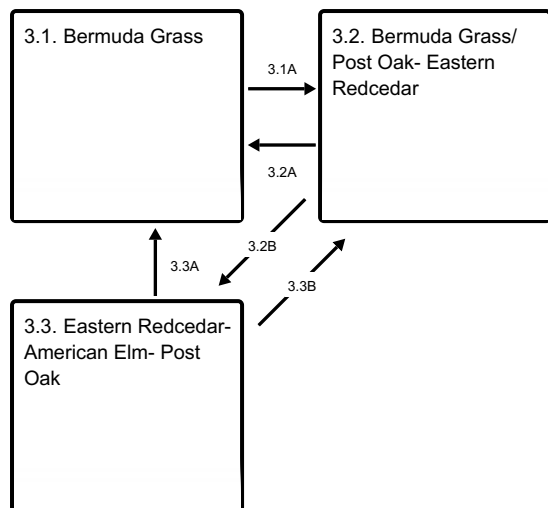 3.1. Bermuda Grass
3.2. Bermuda Grass/
Post Oak- Eastern
Redcedar
3.1A
3.2A
3.2B
3.3A
3.3B
3.3. Eastern Redcedar-
American Elm- Post
Oak